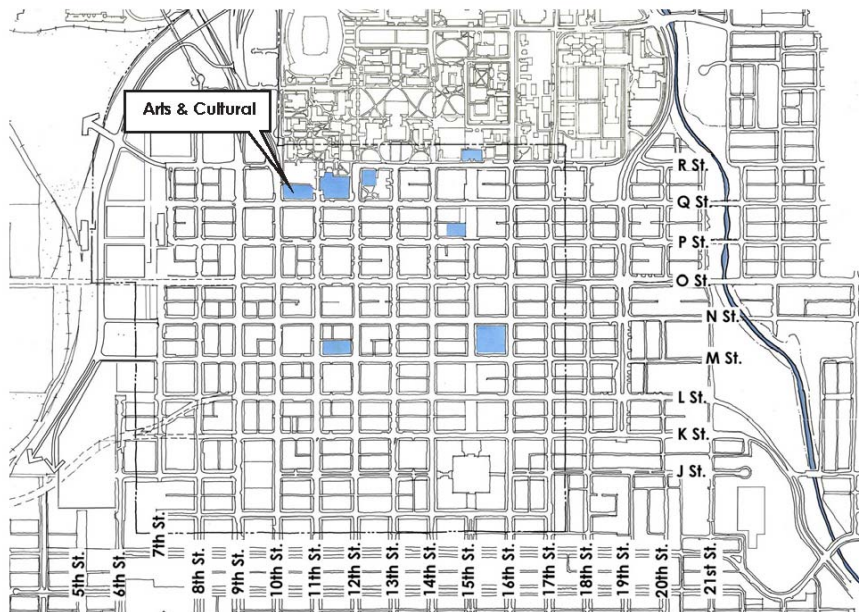 Arts & Cultural
R St.
Q St.
P St.
O St.
N St.
M St.
L St.
K St.
J St.
5th St.
6th St.
7th St.
8th St.
9th St.
10th St.
11th St.
12th St.
13th St.
14th St.
15th St.
16th St.
17th St.
18th St.
19th St.
20th St.
21st St.